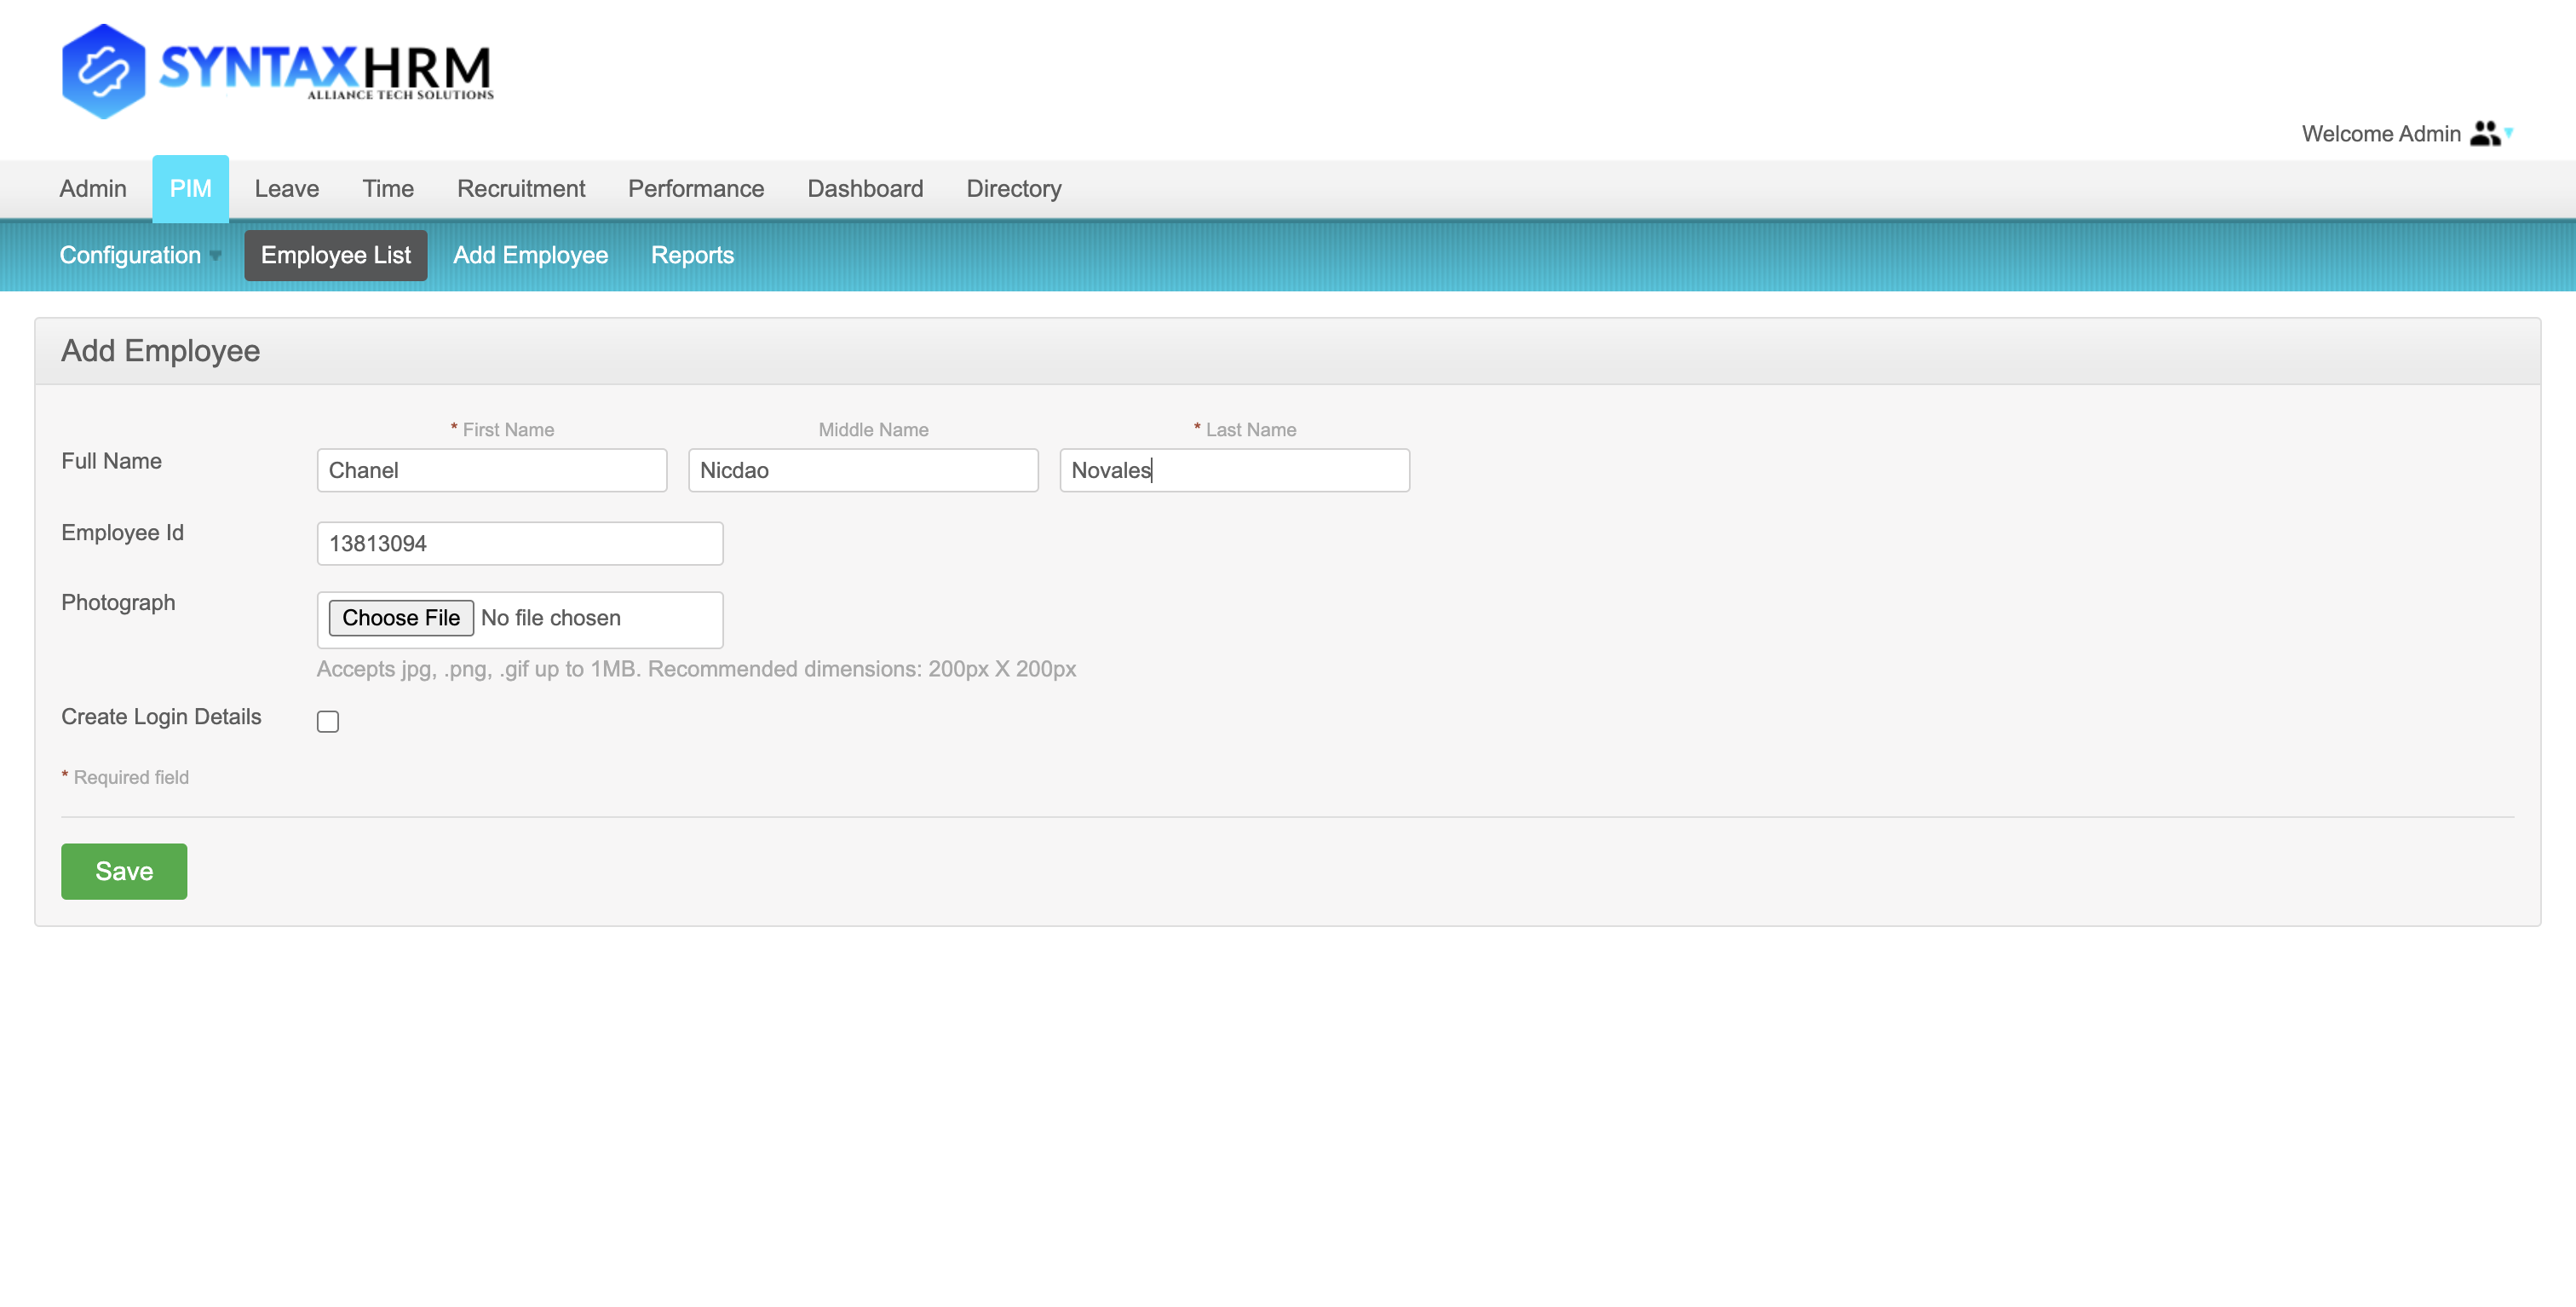 SYNTAXHRM
ALLIANCE TECH SOLUTIONS
Welcome Admin
Admin PIM Leave Time Recruitment Performance Dashboard Directory
Configuration Employee List Add Employee Reports
Add Employee
* First Name Middle Name * Last Name
Full Name Chanel Nicdao Novales
Employee Id 13813094
Photograph Choose File No file chosen
Accepts jpg, .png, .gif up to 1MB. Recommended dimensions: 200px X 200px
Create Login Details
* Required field
Save